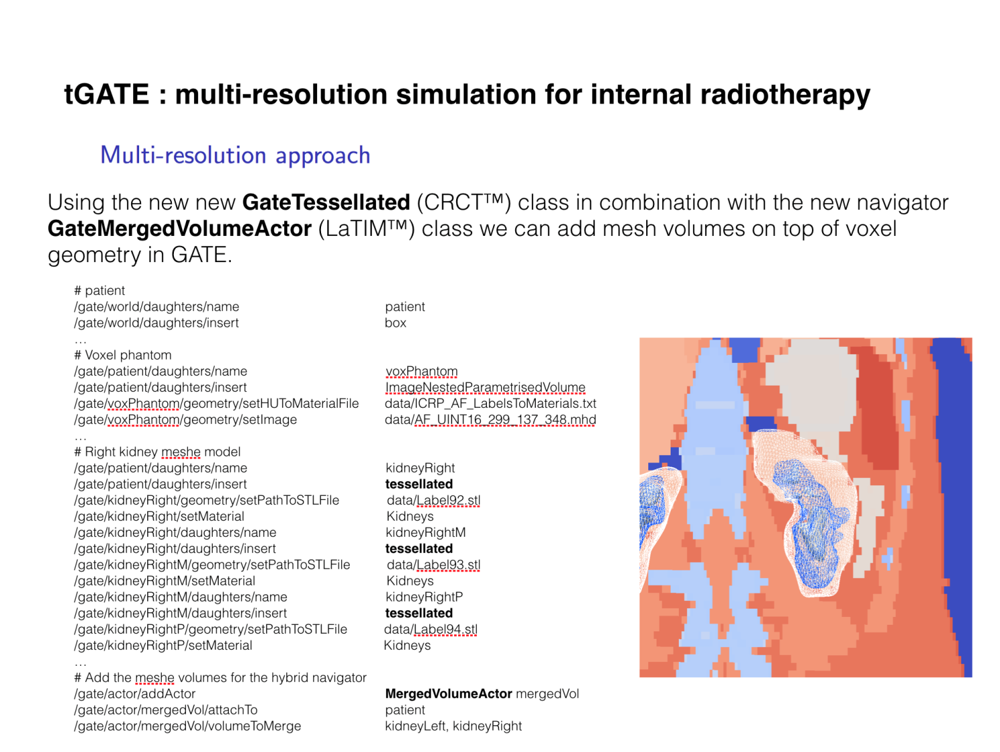 tGATE : multi-resolution simulation for internal radiotherapy
Multi-resolution approach
Using the new new GateTessellated (CRCT™) class in combination with the new navigator
GateMergedVolumeActor (LaTIM™) class we can add mesh volumes on top of voxel
geometry in GATE.
# patient
/gate/world/daughters/name patient
/gate/world/daughters/insert box
…
# Voxel phantom
/gate/patient/daughters/name voxPhantom
/gate/patient/daughters/insert ImageNestedParametrisedVolume
/gate/voxPhantom/geometry/setHUToMaterialFile data/ICRP_AF_LabelsToMaterials.txt
/gate/voxPhantom/geometry/setImage data/AF_UINT16_299_137_348.mhd
…
# Right kidney meshe model
/gate/patient/daughters/name kidneyRight
/gate/patient/daughters/insert tessellated
/gate/kidneyRight/geometry/setPathToSTLFile data/Label92.stl
/gate/kidneyRight/setMaterial Kidneys
/gate/kidneyRight/daughters/name kidneyRightM
/gate/kidneyRight/daughters/insert tessellated
/gate/kidneyRightM/geometry/setPathToSTLFile data/Label93.stl
/gate/kidneyRightM/setMaterial Kidneys
/gate/kidneyRightM/daughters/name kidneyRightP
/gate/kidneyRightM/daughters/insert tessellated
/gate/kidneyRightP/geometry/setPathToSTLFile data/Label94.stl
/gate/kidneyRightP/setMaterial Kidneys
…
# Add the meshe volumes for the hybrid navigator
/gate/actor/addActor MergedVolumeActor mergedVol
/gate/actor/mergedVol/attachTo patient
/gate/actor/mergedVol/volumeToMerge kidneyLeft, kidneyRight